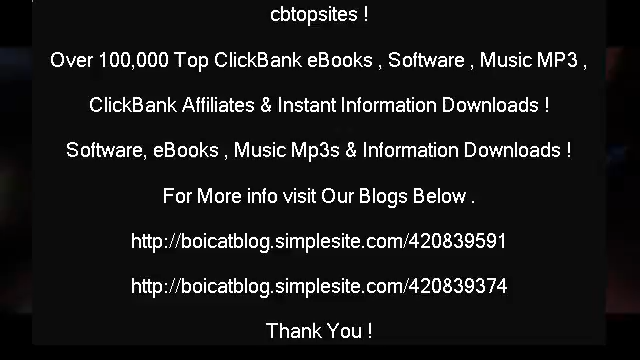 cbtopsites !
Over 100,000 Top ClickBank eBooks , Software , Music MP3 ,
ClickBank Affiliates & Instant Information Downloads !
Software, eBooks , Music Mp3s & Information Downloads !
For More info visit Our Blogs Below .
http://boicatblog.simplesite.com/420839591
http://boicatblog.simplesite.com/420839374
Thank You !